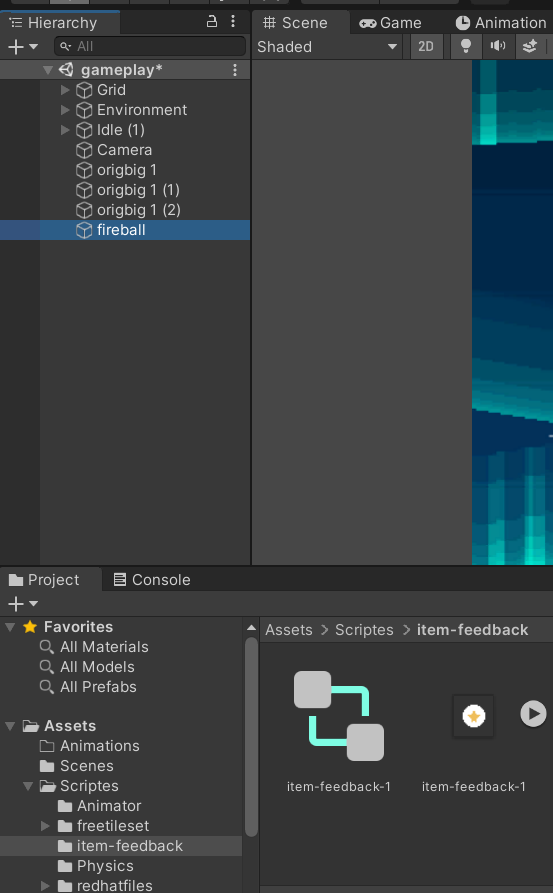 Hierarchy
All
gameplay*
Grid
Environment
Idle (1)
Camera
origbig 1
origbig 1 (1)
origbig 1 (2)
fireball
Scene Game Animation
Shaded 2D
Project Console
Favorites
All Materials
All Models
All Prefabs
Assets
Animations
Scenes
Scriptes
Animator
freetileset
item-feedback
Physics
redhatfiles
Assets > Scriptes > item-feedback
item-feedback-1 item-feedback-1